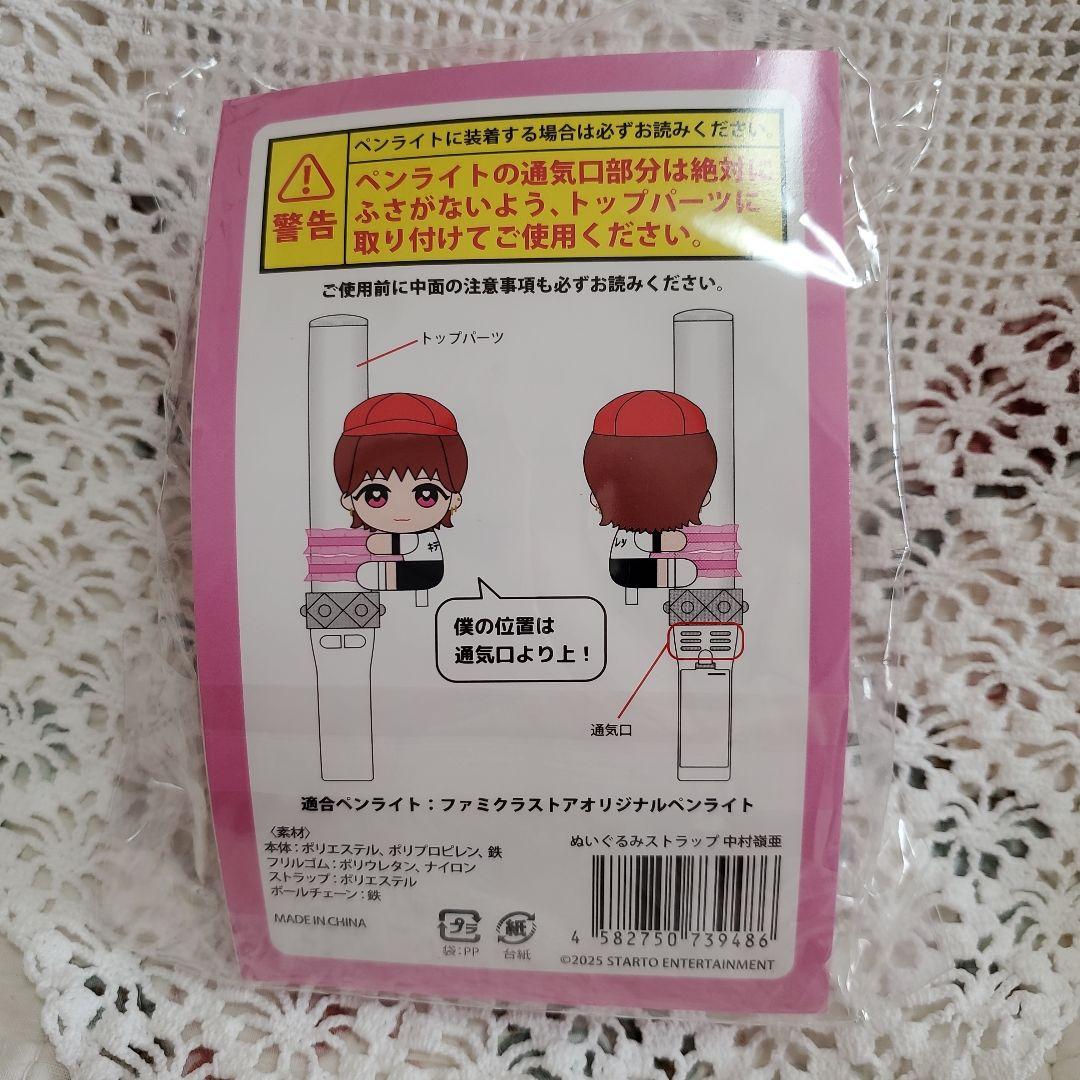 ペンライトに装着する場合は必ずお読みください。
警告
ペンライトの通気口部分は絶対に
ふさがないよう、トップパーツに
取り付けてご使用ください。
ご使用前に中面の注意事項も必ずお読みください。
トップパーツ
キテ
レツ
僕の位置は
通気口より上！
通気口
適合ペンライト：ファミクラストアオリジナルペンライト
〈素材〉
本体：ポリエステル、ポリプロピレン、鉄
フリルゴム：ポリウレタン、ナイロン
ストラップ：ポリエステル
ボールチェーン：鉄
MADE IN CHINA
プラ
袋：PP
紙
台紙
ぬいぐるみストラップ 中村嶺亜
4 582750 739486
©2025 STARTO ENTERTAINMENT